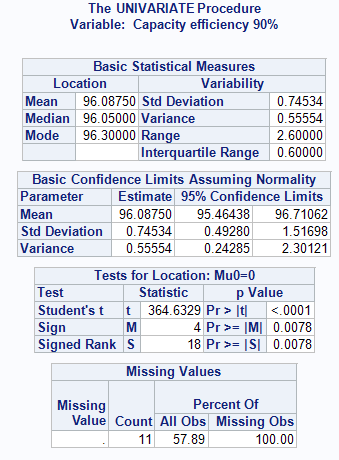 The UNIVARIATE Procedure
Variable: Capacity efficiency 90%
Basic Statistical Measures
Location Variability
Mean 96.08750 Std Deviation 0.74534
Median 96.05000 Variance 0.55554
Mode 96.30000 Range 2.60000
Interquartile Range 0.60000
Basic Confidence Limits Assuming Normality
Parameter Estimate 95% Confidence Limits
Mean 96.08750 95.46438 96.71062
Std Deviation 0.74534 0.49280 1.51698
Variance 0.55554 0.24285 2.30121
Tests for Location: Mu0=0
Test Statistic p Value
Student's t t 364.6329 Pr > |t| <.0001
Sign M 4 Pr >= |M| 0.0078
Signed Rank S 18 Pr >= |S| 0.0078
Missing Values
Missing Value Count Percent Of
All Obs Missing Obs
. 11 57.89 100.00